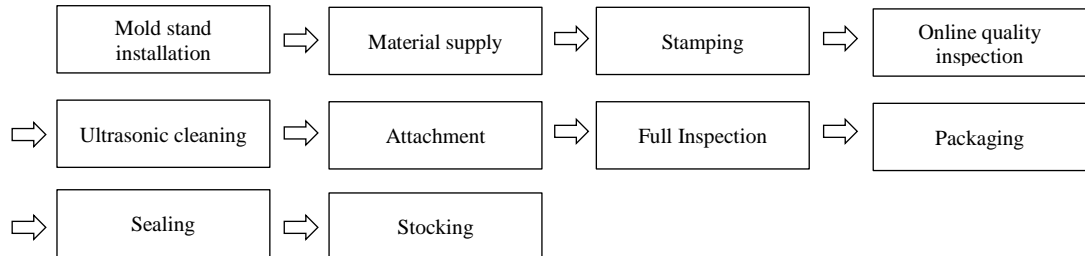 Mold stand
installation
Material supply
Stamping
Online quality
inspection
Ultrasonic cleaning
Attachment
Full Inspection
Packaging
Sealing
Stocking